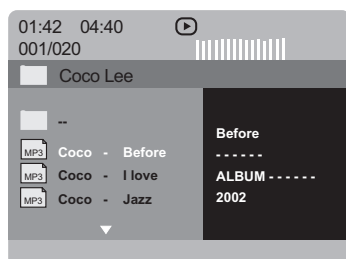 01:42 04:40
001/020
Coco Lee
--
MP3 Coco - Before
MP3 Coco - I love
MP3 Coco - Jazz
Before
- - - - - -
ALBUM - - - - - -
2002